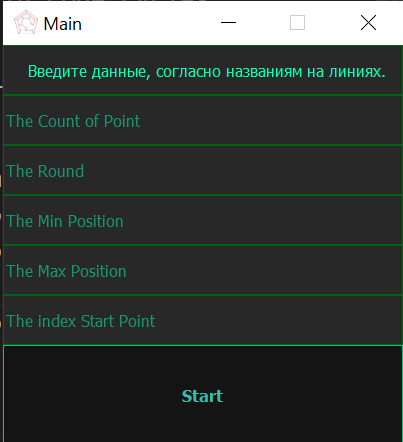 Main
Введите данные, согласно названиям на линиях.
The Count of Point
The Round
The Min Position
The Max Position
The index Start Point
Start